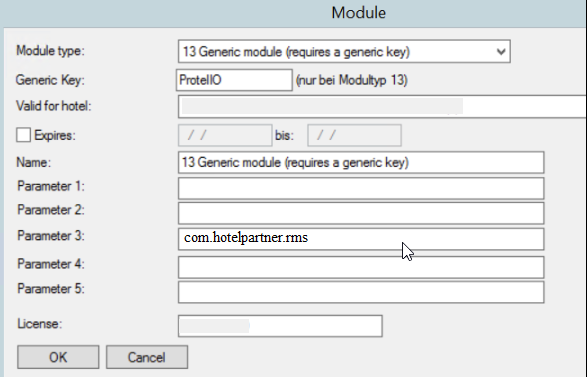 Module
Module type: 13 Generic module (requires a generic key)
Generic Key: ProtelIO (nur bei Modultyp 13)
Valid for hotel:
Expires: / / bis: / /
Name: 13 Generic module (requires a generic key)
Parameter 1:
Parameter 2:
Parameter 3: com.hotelpartner.rms
Parameter 4:
Parameter 5:
License:
OK Cancel